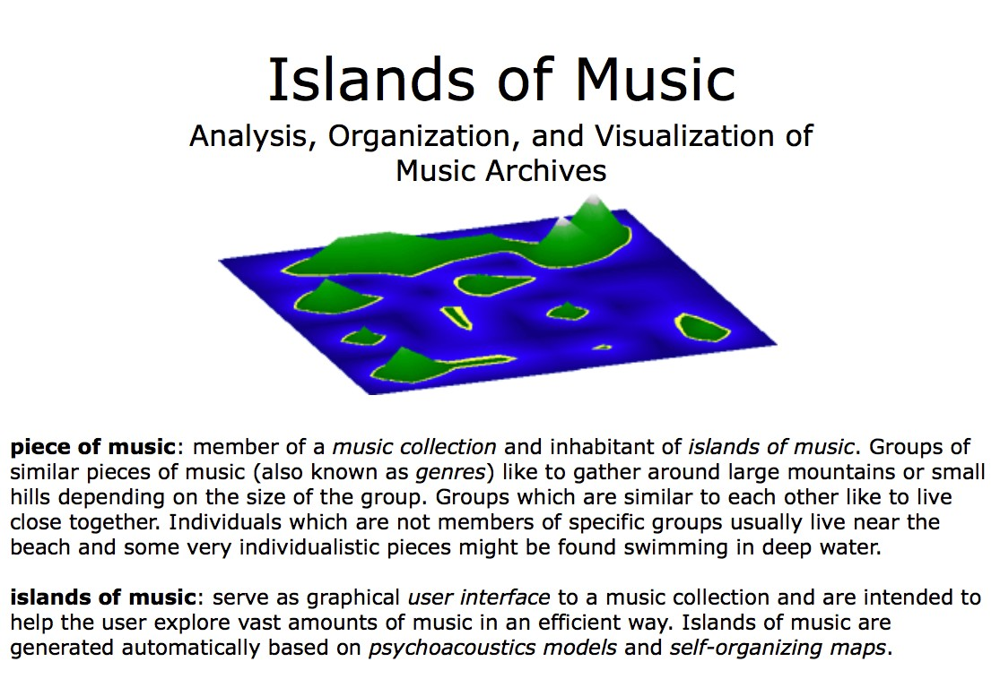 Islands of Music
Analysis, Organization, and Visualization of
Music Archives
piece of music: member of a music collection and inhabitant of islands of music. Groups of
similar pieces of music (also known as genres) like to gather around large mountains or small
hills depending on the size of the group. Groups which are similar to each other like to live
close together. Individuals which are not members of specific groups usually live near the
beach and some very individualistic pieces might be found swimming in deep water.
islands of music: serve as graphical user interface to a music collection and are intended to
help the user explore vast amounts of music in an efficient way. Islands of music are
generated automatically based on psychoacoustics models and self-organizing maps.